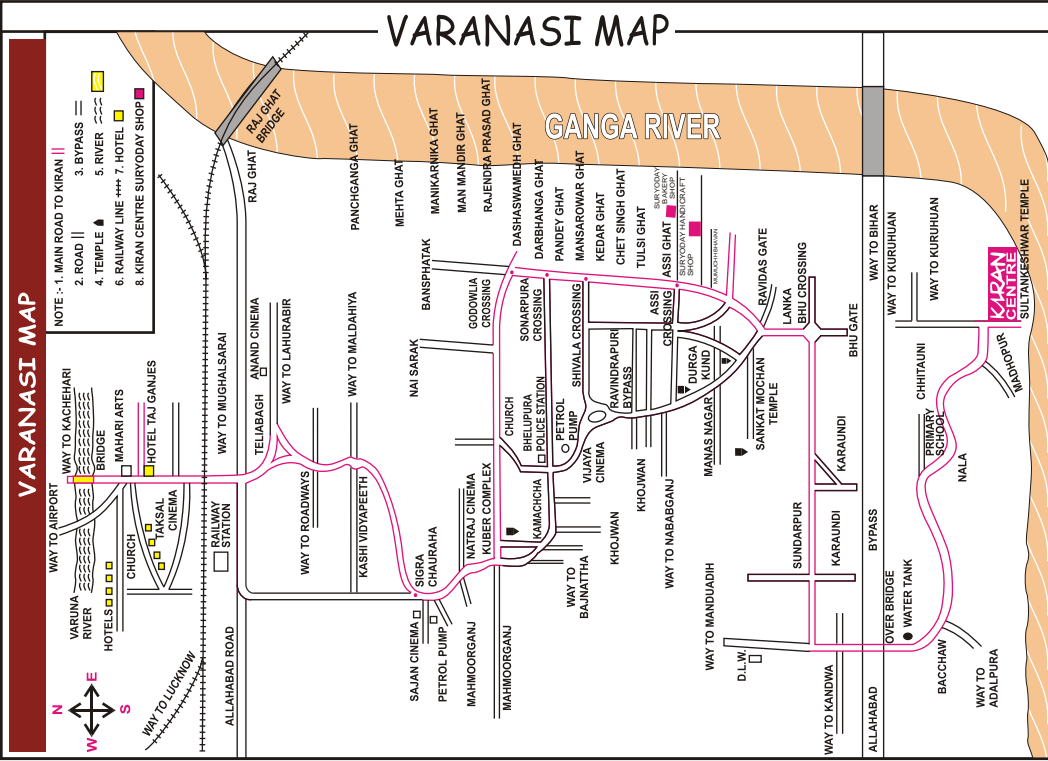 VARANASI MAP
VARANASI MAP
NOTE :- 1. MAIN ROAD TO KIRAN
2. ROAD
3. BYPASS
4. TEMPLE
5. RIVER
6. RAILWAY LINE
7. HOTEL
8. KIRAN CENTRE SURYODAY SHOP
N
E
S
W
RAJ GHAT
BRIDGE
GANGA RIVER
RAJ GHAT
PANCHGANGA GHAT
MEHTA GHAT
MANIKARNIKA GHAT
MAN MANDIR GHAT
RAJENDRA PRASAD GHAT
DASHASWAMEDH GHAT
DARBHANGA GHAT
PANDEY GHAT
MANSAROWAR GHAT
KEDAR GHAT
CHET SINGH GHAT
TULSI GHAT
ASSI GHAT
SURYODAY
BAKERY
SHOP
SURYODAY HANDICRAFT
SHOP
MUMUCHHBHAVAN
RAVIDAS GATE
LANKA
BHU CROSSING
BHU GATE
WAY TO BIHAR
WAY TO KURUHUAN
WAY TO KURUHUAN
KIRAN
CENTRE
SULTANKESHWAR TEMPLE
MADHOPUR
CHHITAUNI
PRIMARY
SCHOOL
NALA
WAY TO KACHEHARI
WAY TO AIRPORT
BRIDGE
MAHARI ARTS
HOTEL TAJ GANJES
VARUNA
RIVER
HOTELS
CHURCH
TAKSAL
CINEMA
WAY TO MUGHALSARAI
RAILWAY
STATION
WAY TO LUCKNOW
ALLAHABAD ROAD
TELIABAGH
ANAND CINEMA
WAY TO LAHURABIR
WAY TO MALDAHIYA
WAY TO ROADWAYS
KASHI VIDYAPEETH
NAI SARAK
BANSPHATAK
GODOWLIA
CROSSING
SONARPURA
CROSSING
SHIVALA CROSSING
ASSI
CROSSING
RAVINDRAPURI
BYPASS
DURGA
KUND
CHURCH
BHELUPURA
POLICE STATION
PETROL
PUMP
VIJAYA
CINEMA
MANAS NAGAR
SANKAT MOCHAN
TEMPLE
SIGRA
CHAURAHA
NATRAJ CINEMA
KUBER COMPLEX
KAMACHCHA
KHOJWAN
KHOJWAN
WAY TO
BAJNATTHA
WAY TO NABABGANJ
SAJAN CINEMA
PETROL PUMP
MAHMOORGANJ
MAHMOORGANJ
WAY TO MANDUADIH
D.L.W.
SUNDARPUR
KARAUNDI
KARAUNDI
BYPASS
OVER BRIDGE
WATER TANK
WAY TO KANDWA
ALLAHABAD
BACCHAW
WAY TO
ADALPURA